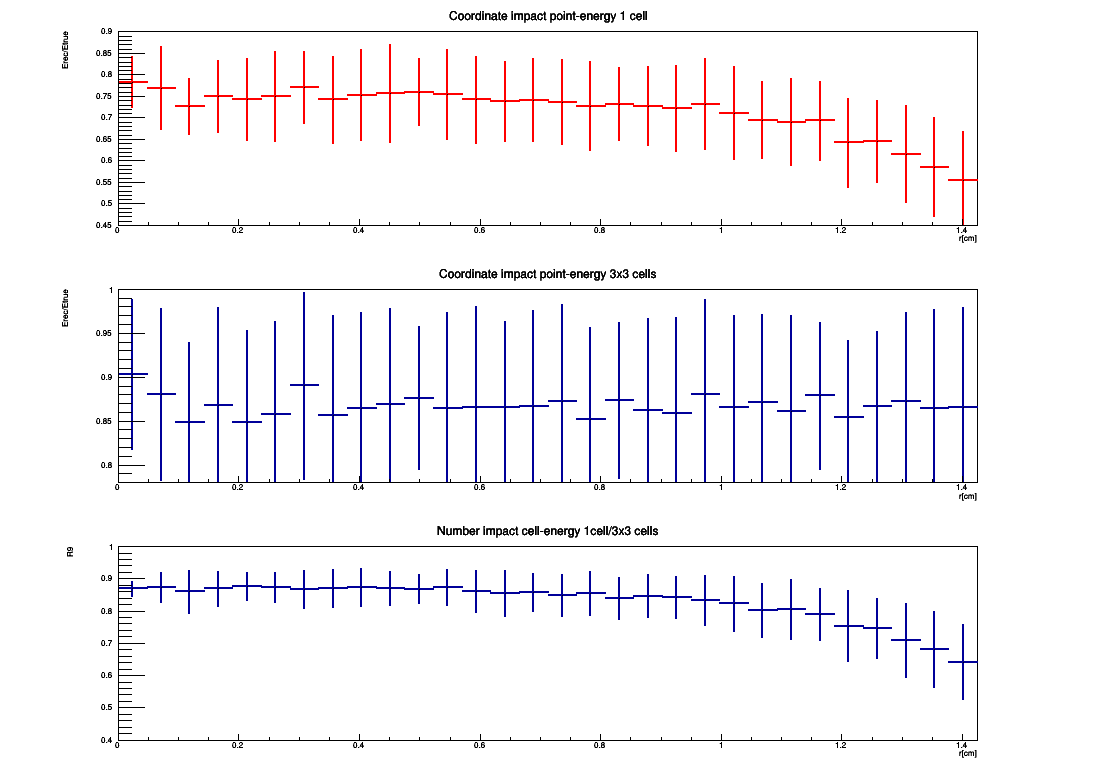 Coordinate impact point-energy 1 cell
Erec/Etrue
0.9
0.85
0.8
0.75
0.7
0.65
0.6
0.55
0.5
0.45
0 0.2 0.4 0.6 0.8 1 1.2 1.4
r[cm]
Coordinate impact point-energy 3x3 cells
Erec/Etrue
1
0.95
0.9
0.85
0.8
0 0.2 0.4 0.6 0.8 1 1.2 1.4
r[cm]
Number impact cell-energy 1cell/3x3 cells
R9
1
0.9
0.8
0.7
0.6
0.5
0.4
0 0.2 0.4 0.6 0.8 1 1.2 1.4
r[cm]